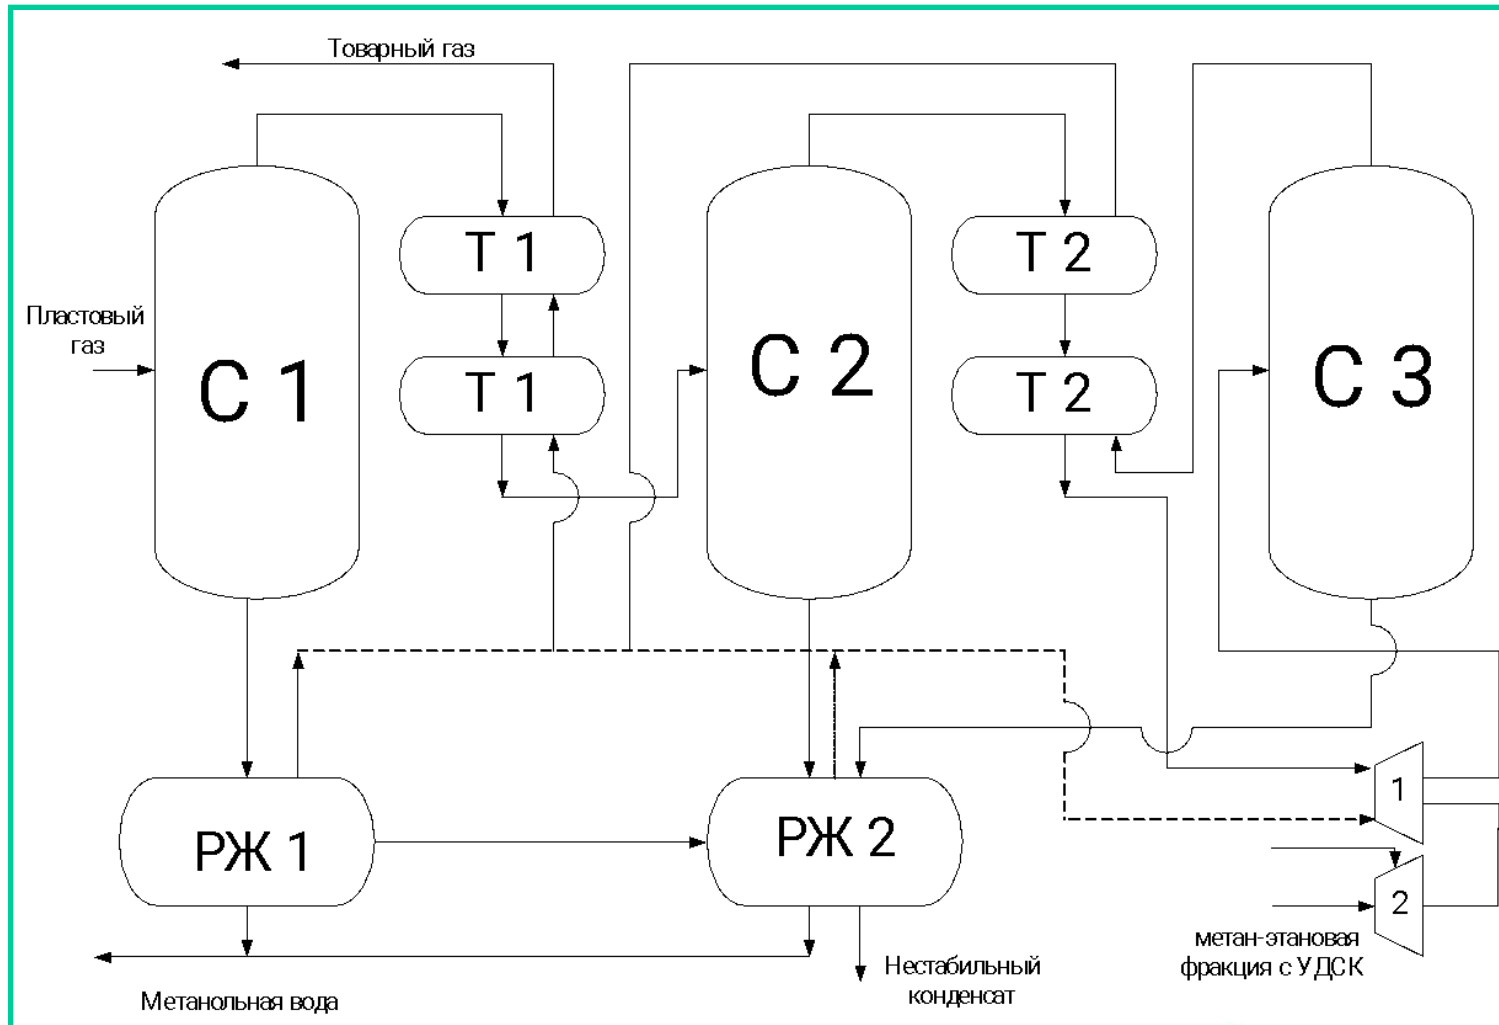 Товарный газ
Пластовый
газ
С 1
Т 1
Т 1
С 2
Т 2
Т 2
С 3
РЖ 1
РЖ 2
1
2
метан-этановая
фракция с УДСК
Нестабильный
конденсат
Метанольная вода